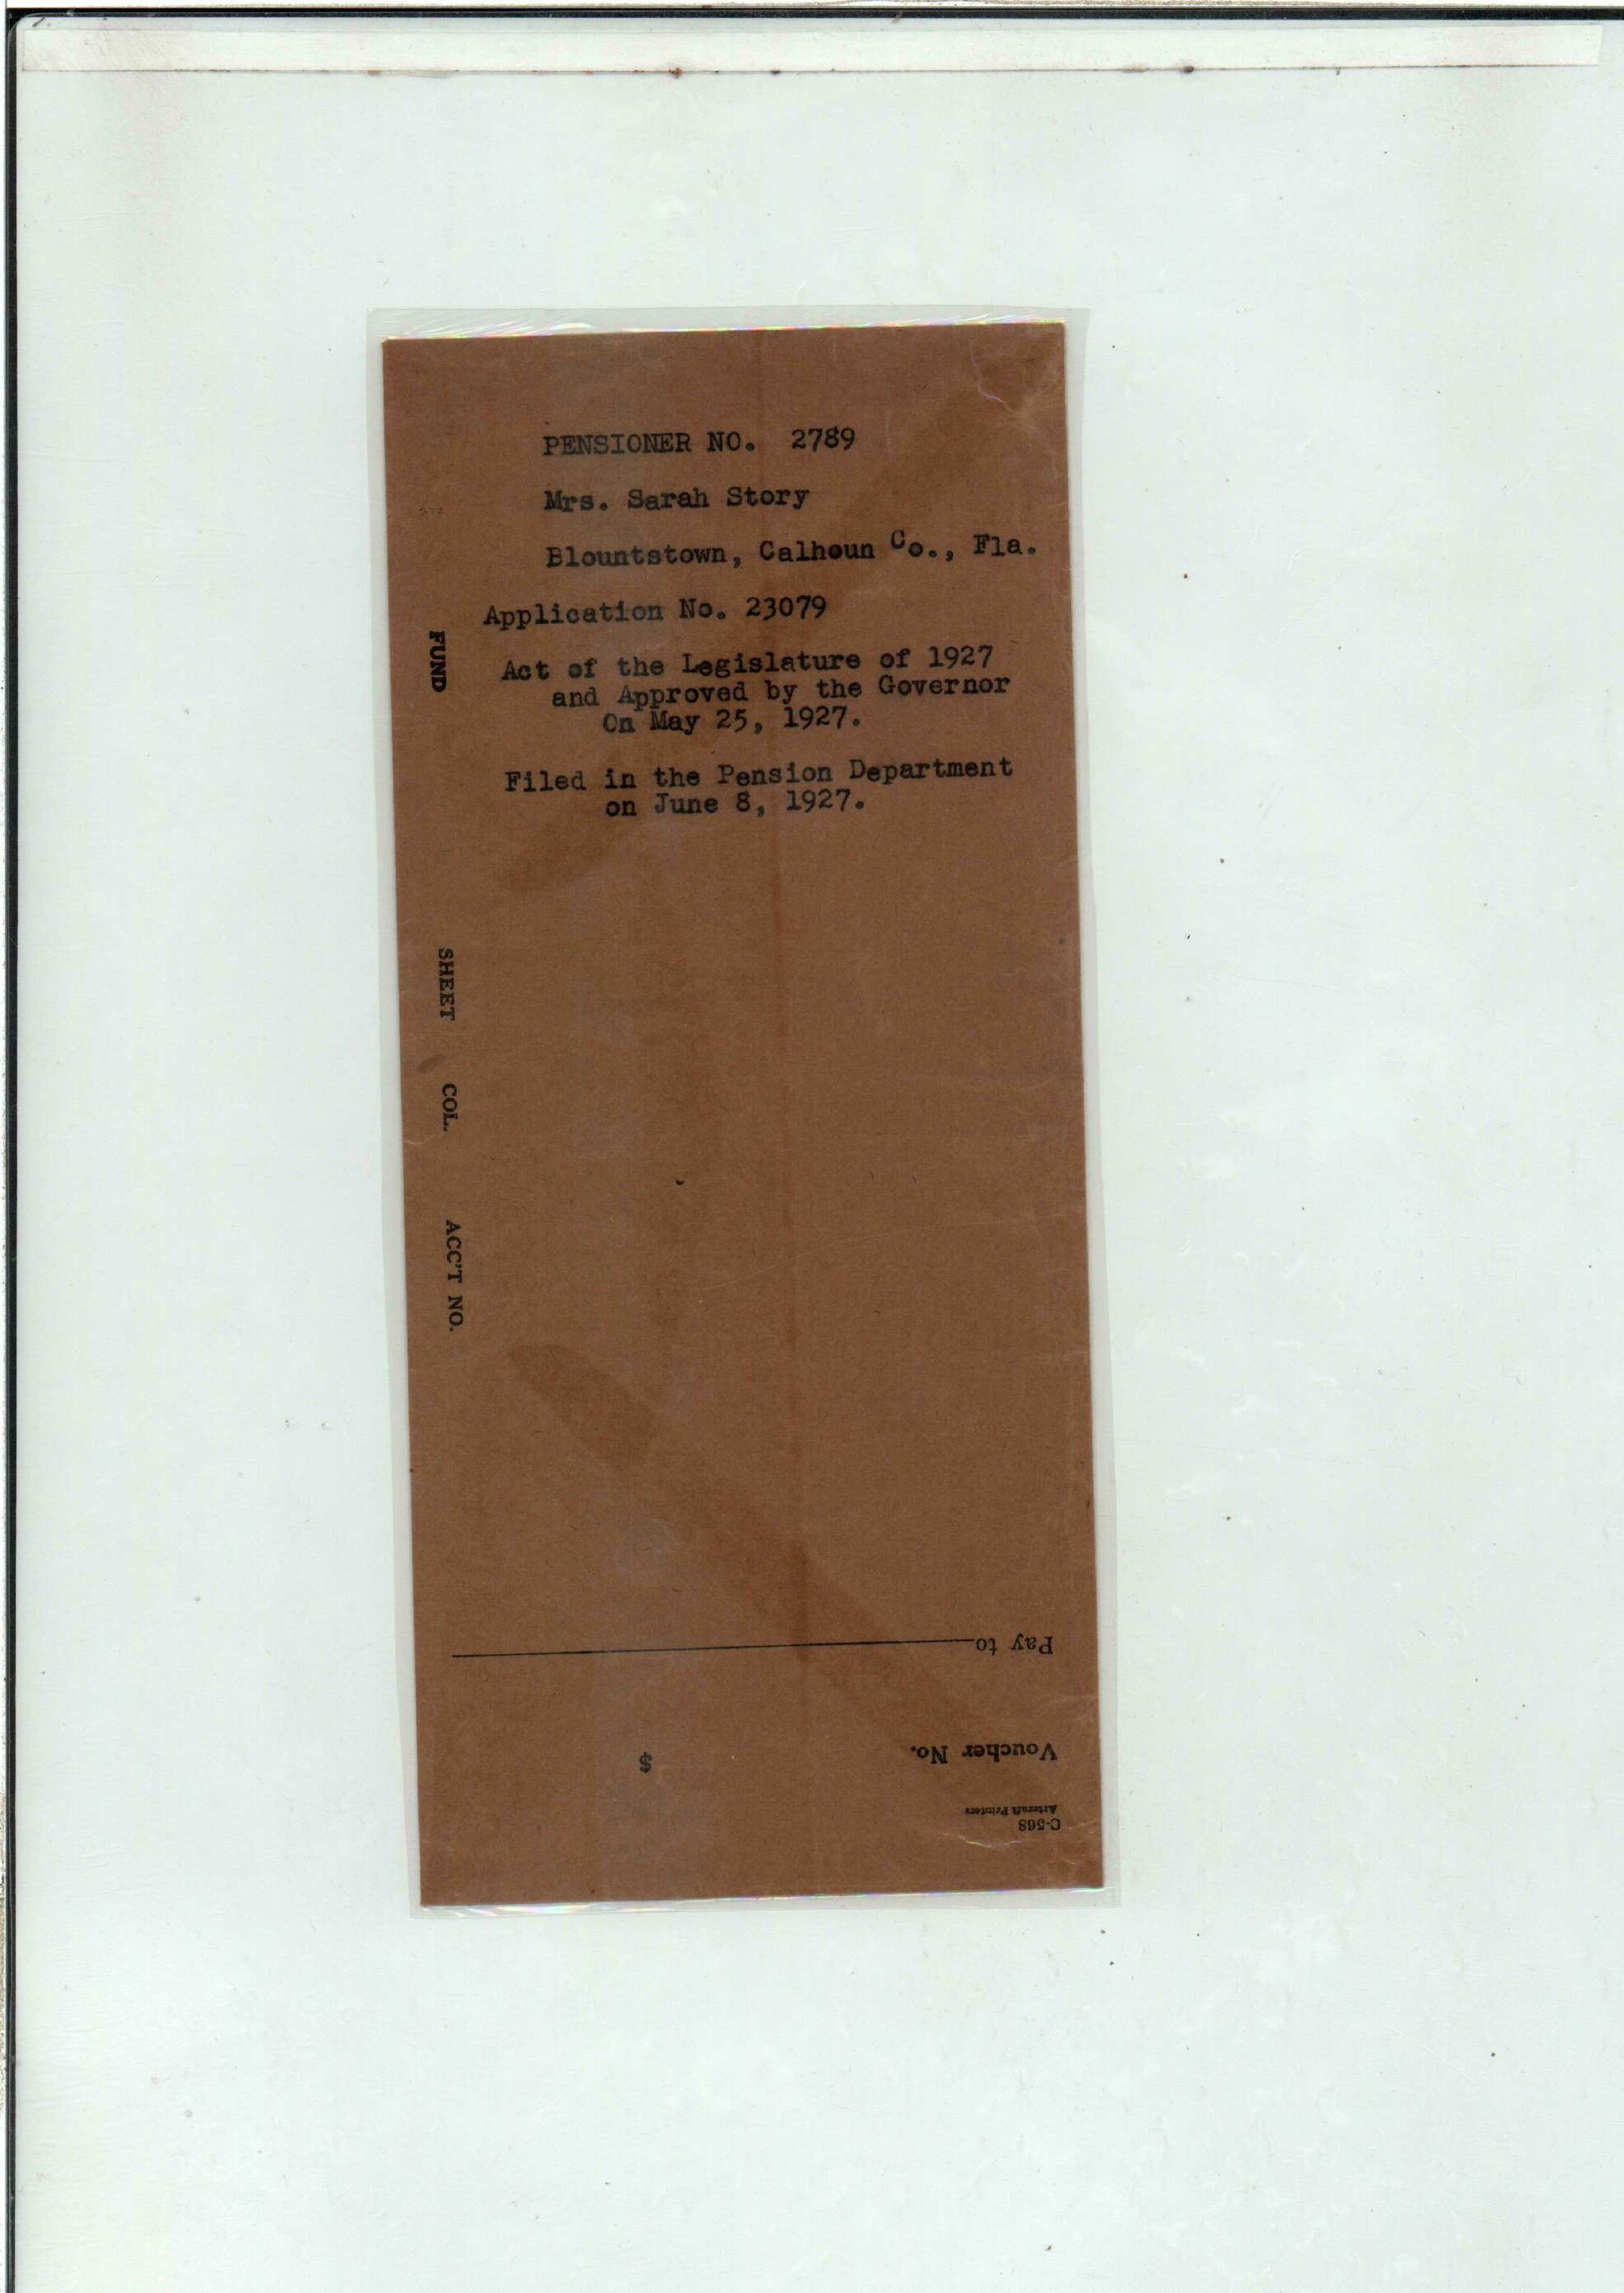 PENSIONER NO. 2789
Mrs. Sarah Story
Blountstown, Calhoun Co., Fla.
Application No. 23079
Act of the Legislature of 1927
and Approved by the Governor
On May 25, 1927.
Filed in the Pension Department
on June 8, 1927.
FUND
SHEET
COL.
ACC'T NO.
C-568
Artcraft Printers
Voucher No.
$
Pay to